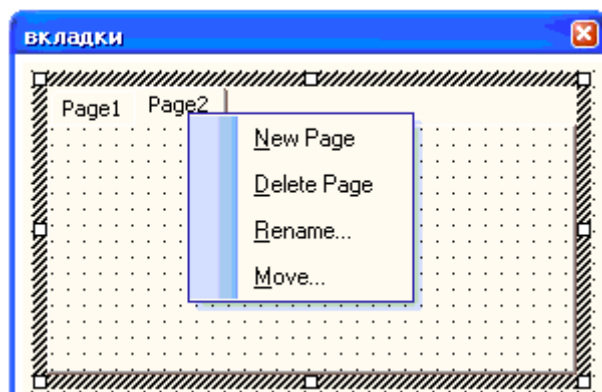 вкладки
Page1 Page2
New Page
Delete Page
Rename...
Move...